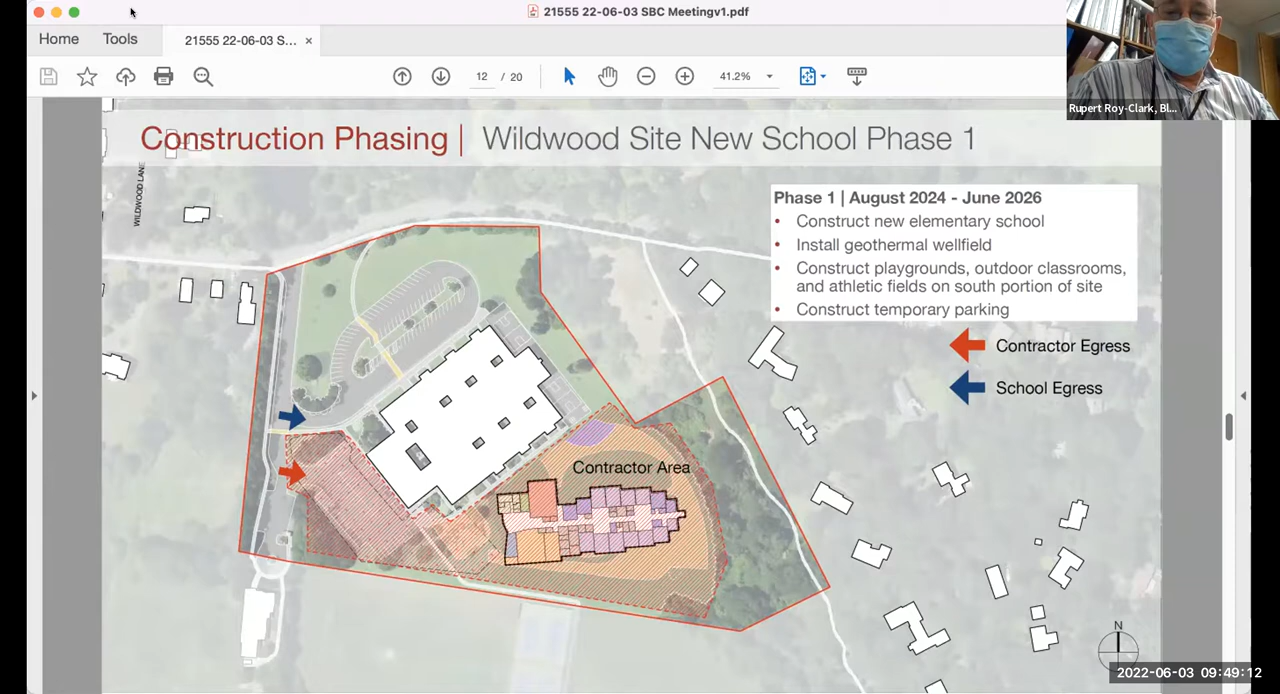 21555 22-06-03 SBC Meetingv1.pdf
Home
Tools
21555 22-06-03 SBC...
×
12 / 20
41.2%
Rupert Roy-Clark, Bl...
Construction Phasing | Wildwood Site New School Phase 1
WILDWOOD LANE
Phase 1 | August 2024 - June 2026
• Construct new elementary school
• Install geothermal wellfield
• Construct playgrounds, outdoor classrooms,
and athletic fields on south portion of site
• Construct temporary parking
Contractor Egress
School Egress
Contractor Area
N
2022-06-03 09:49:12